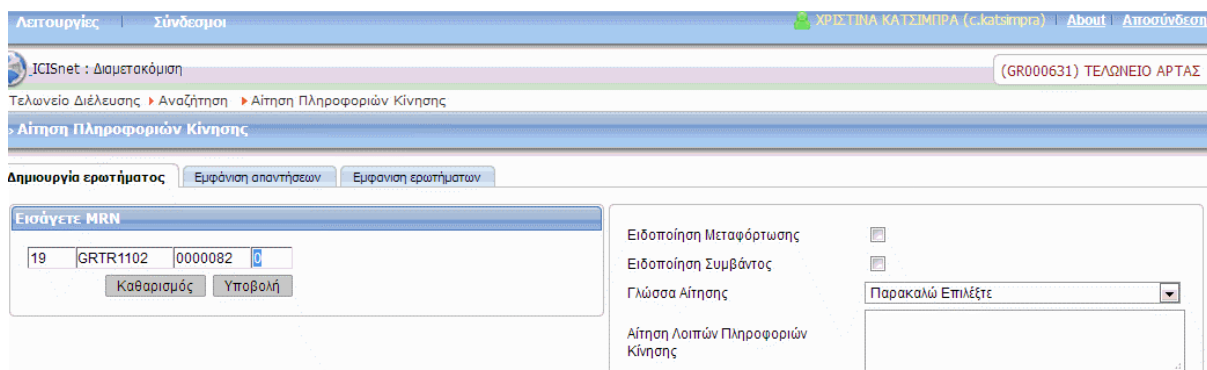 Λειτουργίες | Σύνδεσμοι ΧΡΙΣΤΙΝΑ ΚΑΤΣΙΜΠΡΑ (c.katsimpra) | About | Αποσύνδεση
ICISnet : Διαμετακόμιση (GR000631) ΤΕΛΩΝΕΙΟ ΑΡΤΑΣ
Τελωνείο Διέλευσης Αναζήτηση Αίτηση Πληροφοριών Κίνησης
Αίτηση Πληροφοριών Κίνησης
Δημιουργία ερωτήματος Εμφάνιση απαντήσεων Εμφανιση ερωτημάτων
Εισάγετε MRN
19 GRTR1102 0000082 0
Καθαρισμός Υποβολή
Ειδοποίηση Μεταφόρτωσης
Ειδοποίηση Συμβάντος
Γλώσσα Αίτησης Παρακαλώ Επιλέξτε
Αίτηση Λοιπών Πληροφοριών
Κίνησης